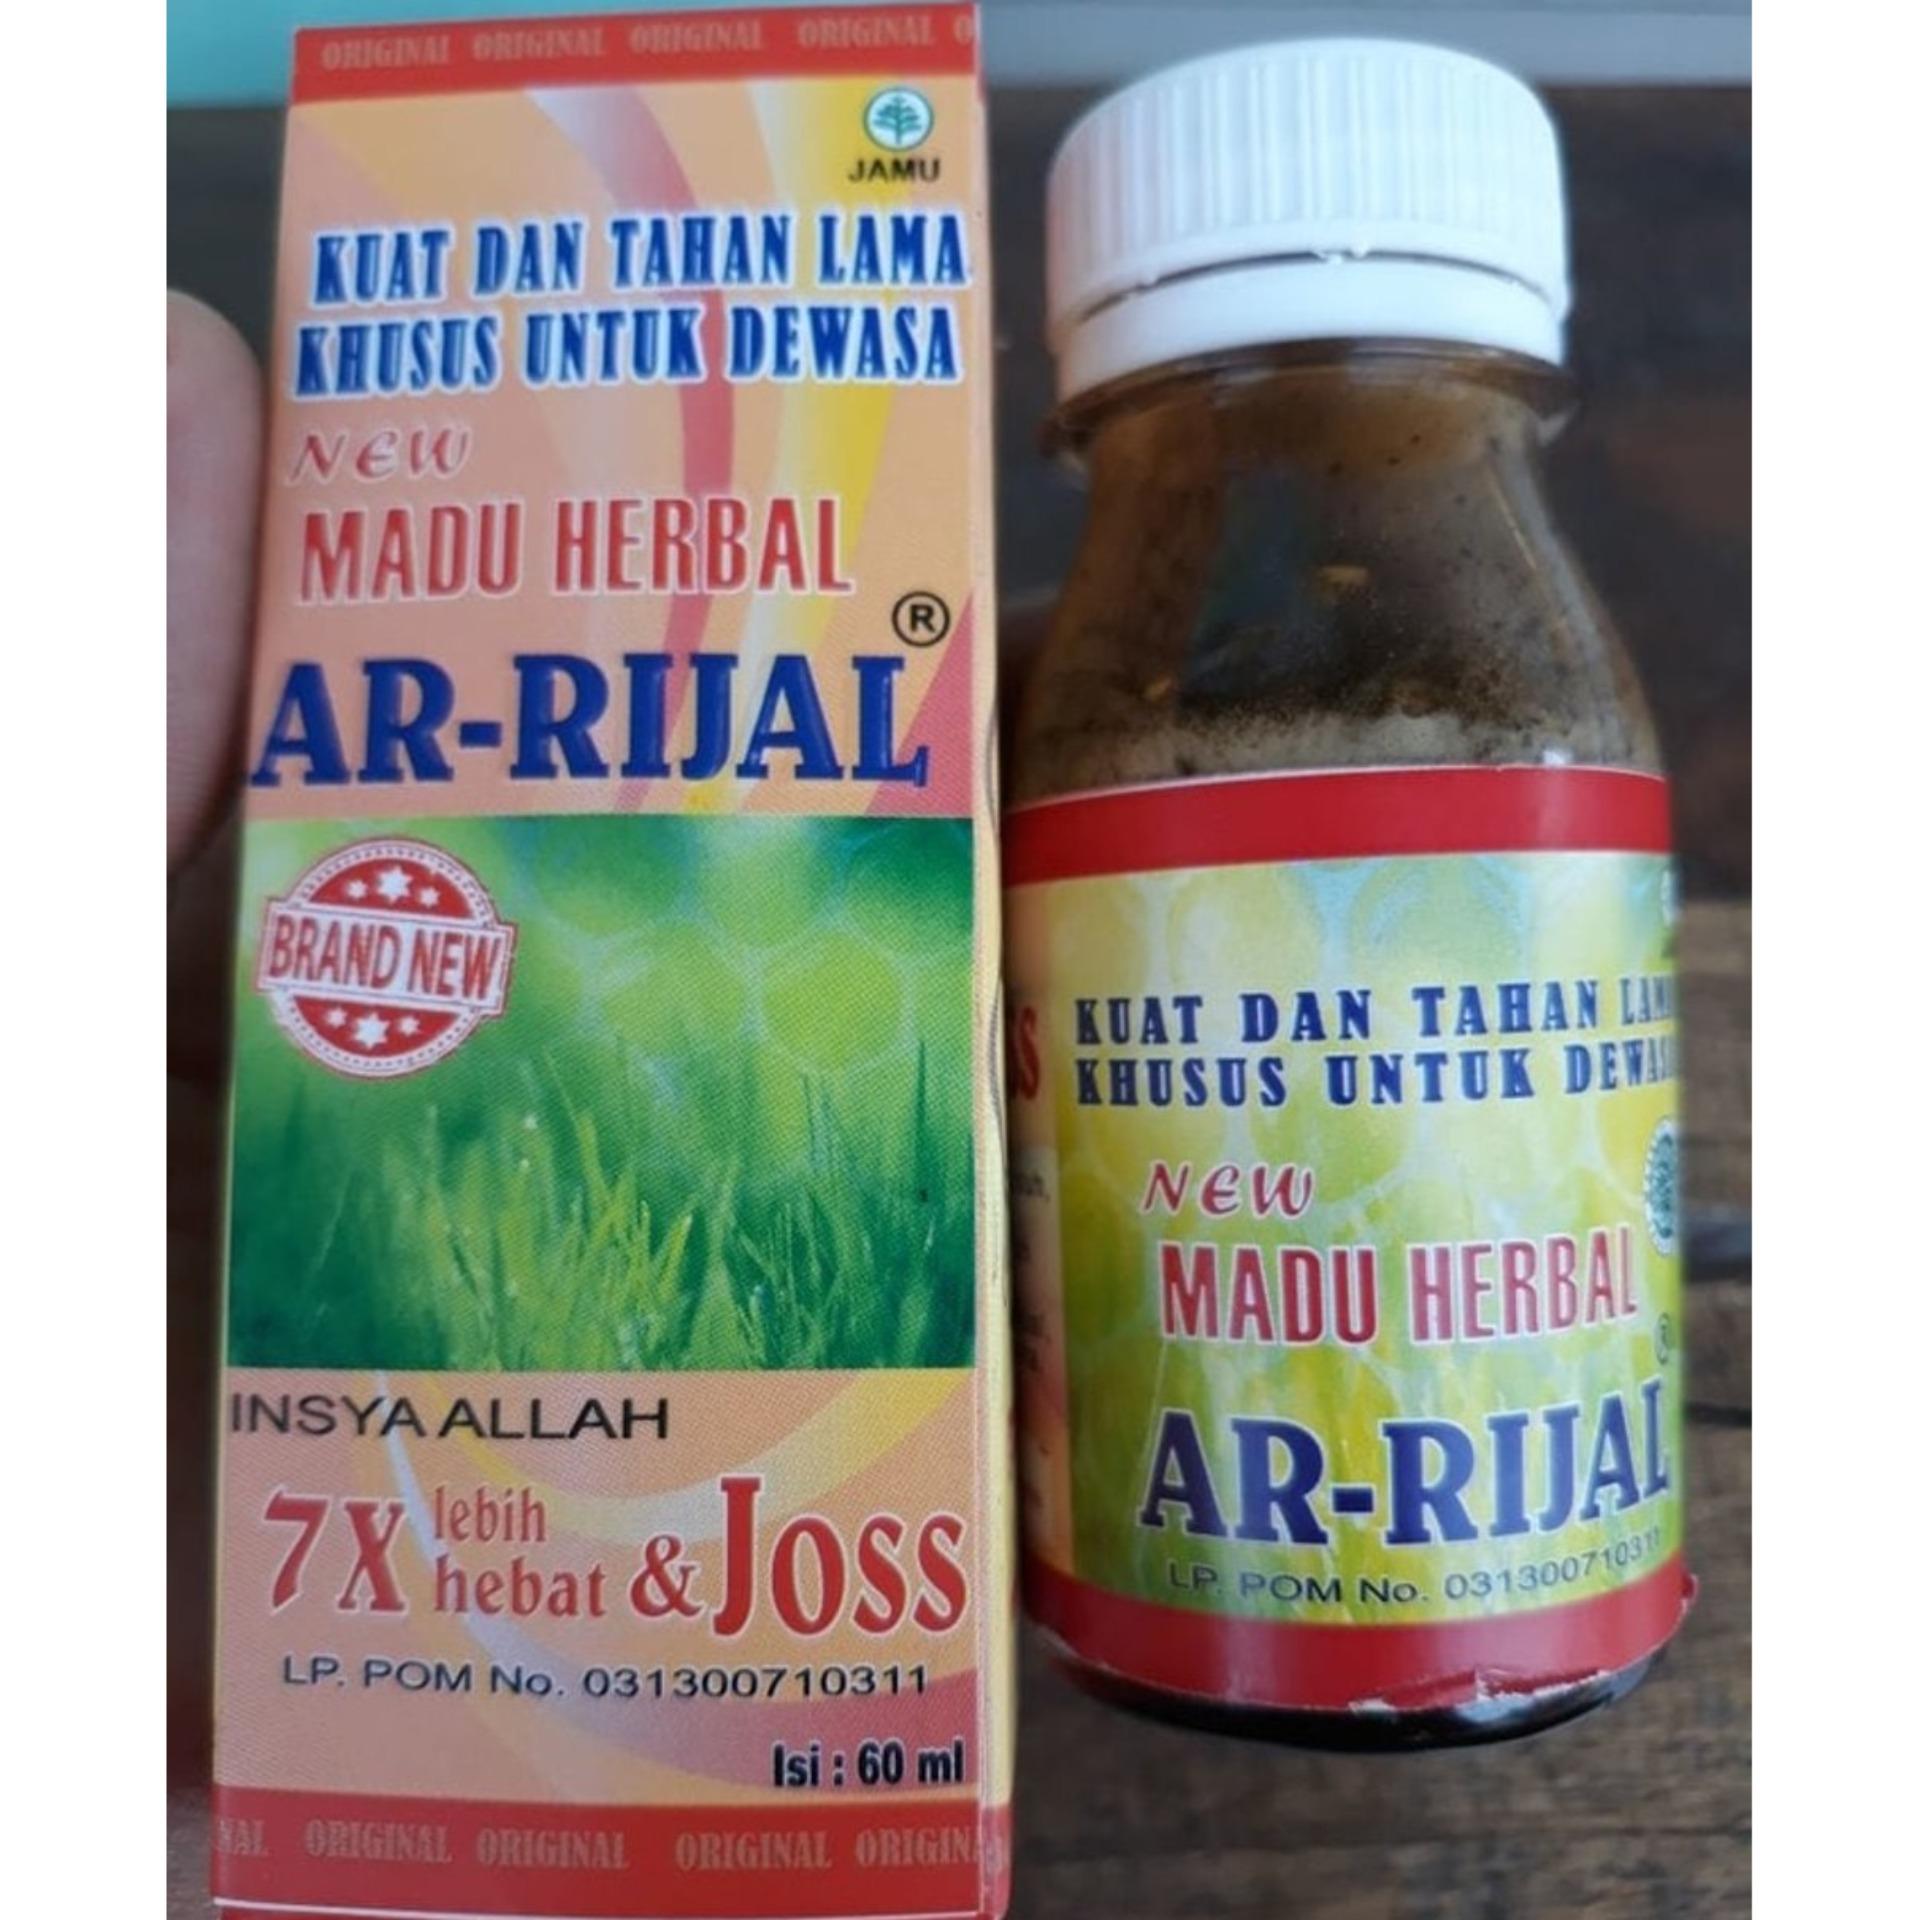 ORIGINAL ORIGINAL ORIGINAL ORIGINAL
JAMU
KUAT DAN TAHAN LAMA
KHUSUS UNTUK DEWASA
NEW
MADU HERBAL
®
AR-RIJAL
BRAND NEW
INSYA ALLAH
7X lebih hebat & Joss
LP. POM No. 031300710311
Isi : 60 ml
ORIGINAL ORIGINAL ORIGINAL
KUAT DAN TAHAN
KHUSUS UNTUK
NEW
MADU HERBAL
®
AR-RIJAL
LP. POM No. 031300710311